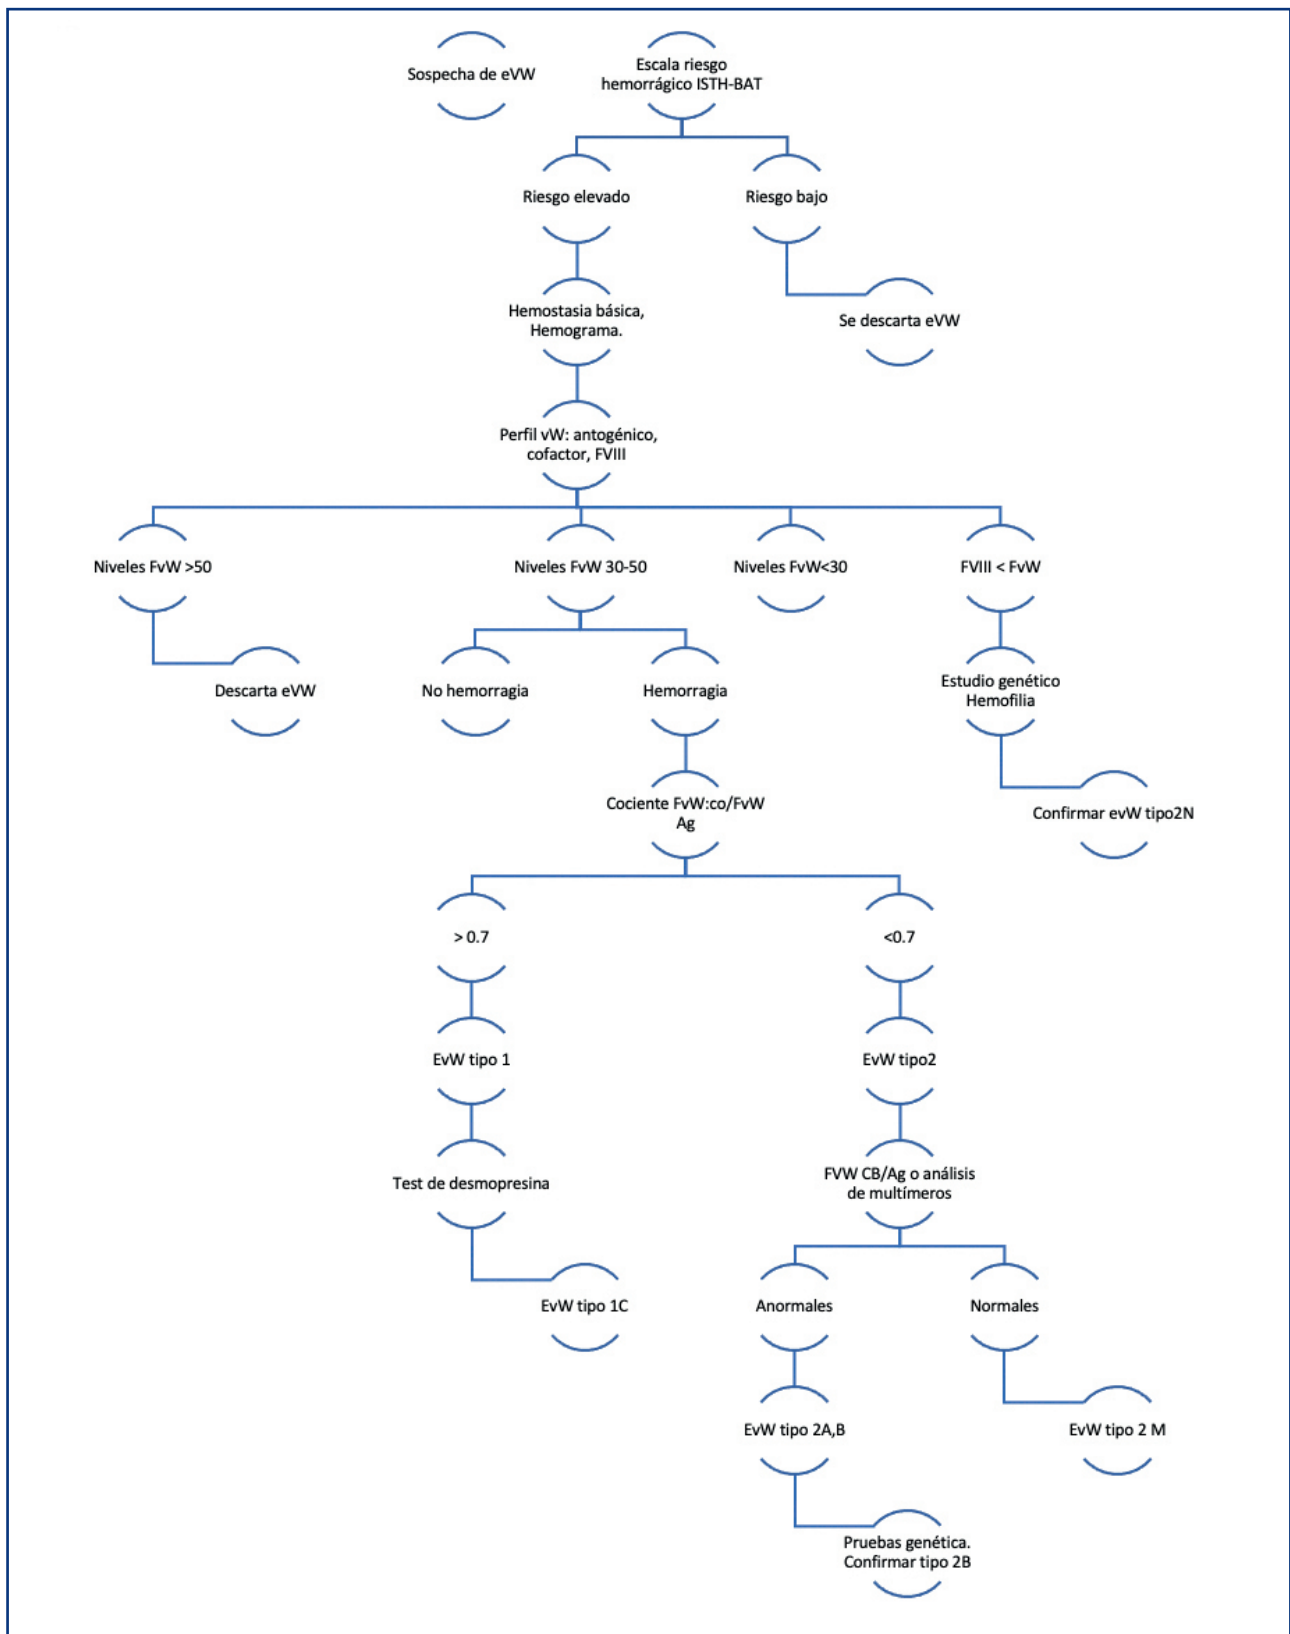 Sospecha de eVW
Escala riesgo
hemorrágico ISTH-BAT
Riesgo elevado
Riesgo bajo
Hemostasia básica,
Hemograma.
Se descarta eVW
Perfil vW: antogénico,
cofactor, FVIII
Niveles FvW >50
Niveles FvW 30-50
Niveles FvW<30
FVIII < FvW
Descarta eVW
No hemorragia
Hemorragia
Estudio genético
Hemofilia
Cociente FvW:co/FvW
Ag
Confirmar evW tipo2N
> 0.7
<0.7
EvW tipo 1
EvW tipo2
Test de desmopresina
FVW CB/Ag o análisis
de multímeros
EvW tipo 1C
Anormales
Normales
EvW tipo 2A,B
EvW tipo 2 M
Pruebas genética.
Confirmar tipo 2B